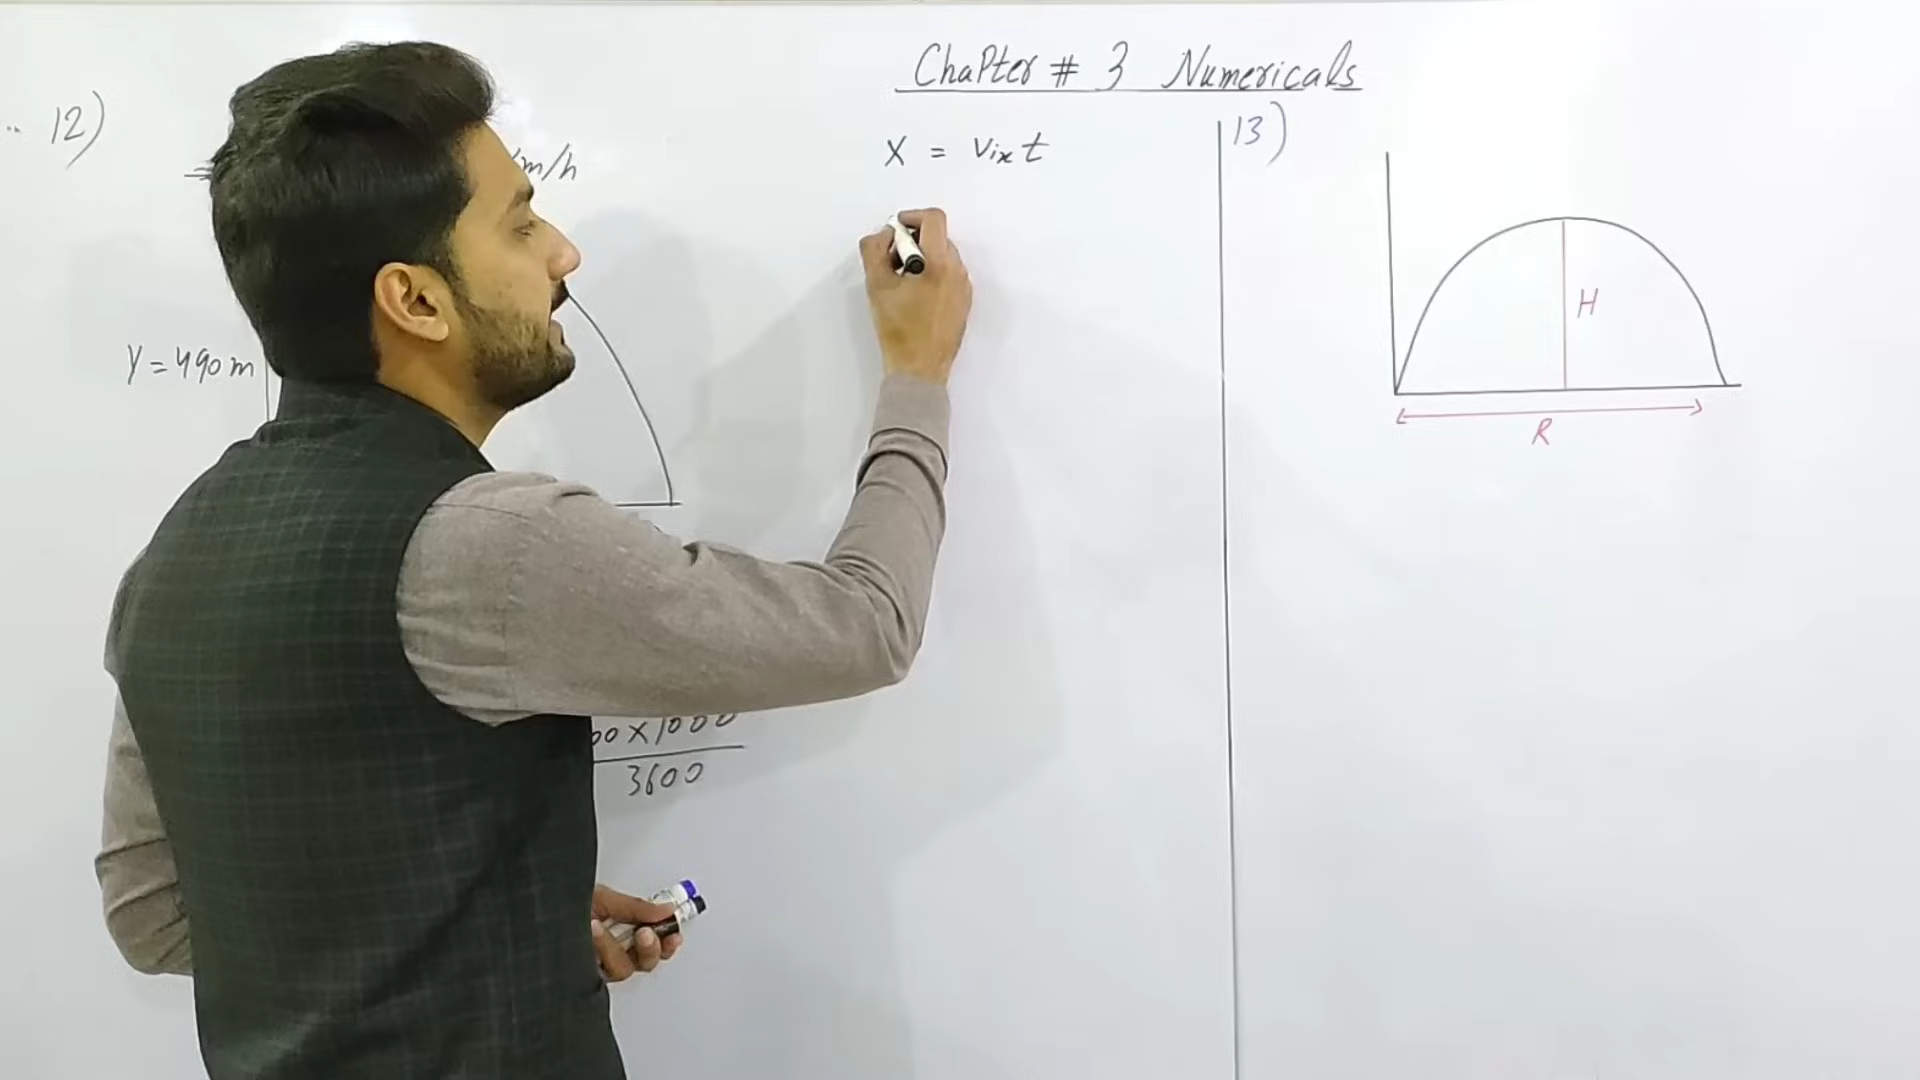 Chapter # 3 Numericals
12)
m/h
Y = 490 m
00 x 1000
3600
x = vix t
13)
H
R